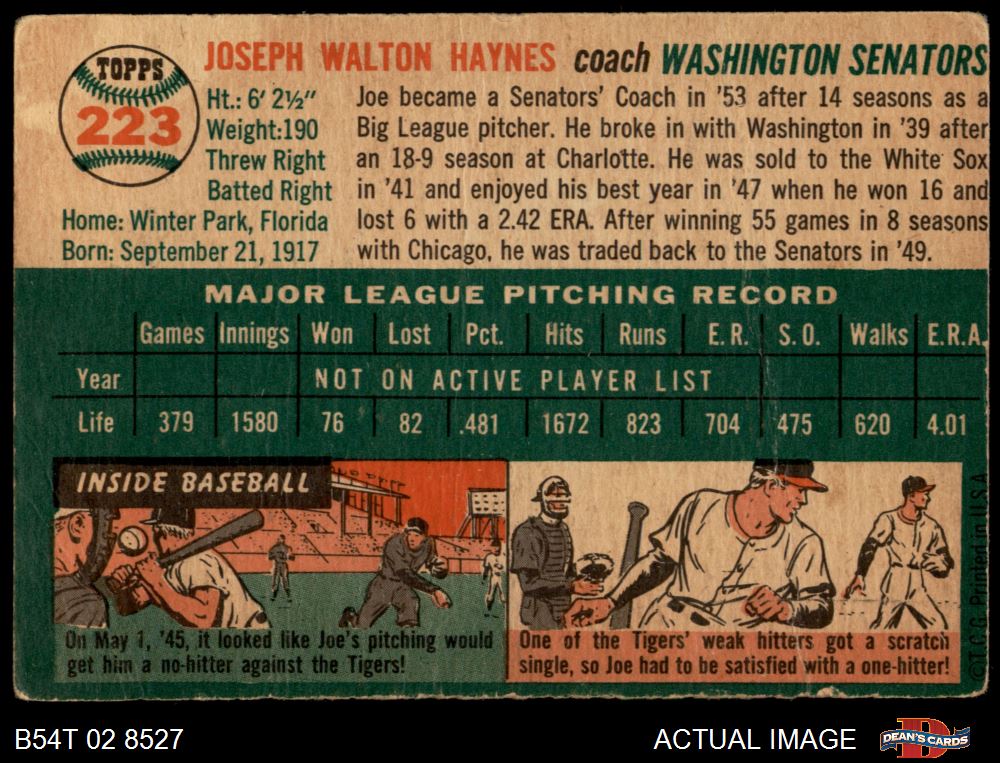 TOPPS
223
JOSEPH WALTON HAYNES coach WASHINGTON SENATORS
Ht.: 6' 2½"
Weight:190
Threw Right
Batted Right
Home: Winter Park, Florida
Born: September 21, 1917
Joe became a Senators' Coach in '53 after 14 seasons as a
Big League pitcher. He broke in with Washington in '39 after
an 18-9 season at Charlotte. He was sold to the White Sox
in '41 and enjoyed his best year in '47 when he won 16 and
lost 6 with a 2.42 ERA. After winning 55 games in 8 seasons
with Chicago, he was traded back to the Senators in '49.
MAJOR LEAGUE PITCHING RECORD
Games Innings Won Lost Pct. Hits Runs E.R. S.O. Walks E.R.A.
Year NOT ON ACTIVE PLAYER LIST
Life 379 1580 76 82 .481 1672 823 704 475 620 4.01
INSIDE BASEBALL
On May 1, '45, it looked like Joe's pitching would
get him a no-hitter against the Tigers!
One of the Tigers' weak hitters got a scratch
single, so Joe had to be satisfied with a one-hitter!
©T.C.G. Printed in U.S.A
B54T 02 8527
ACTUAL IMAGE
D
DEAN'S CARDS